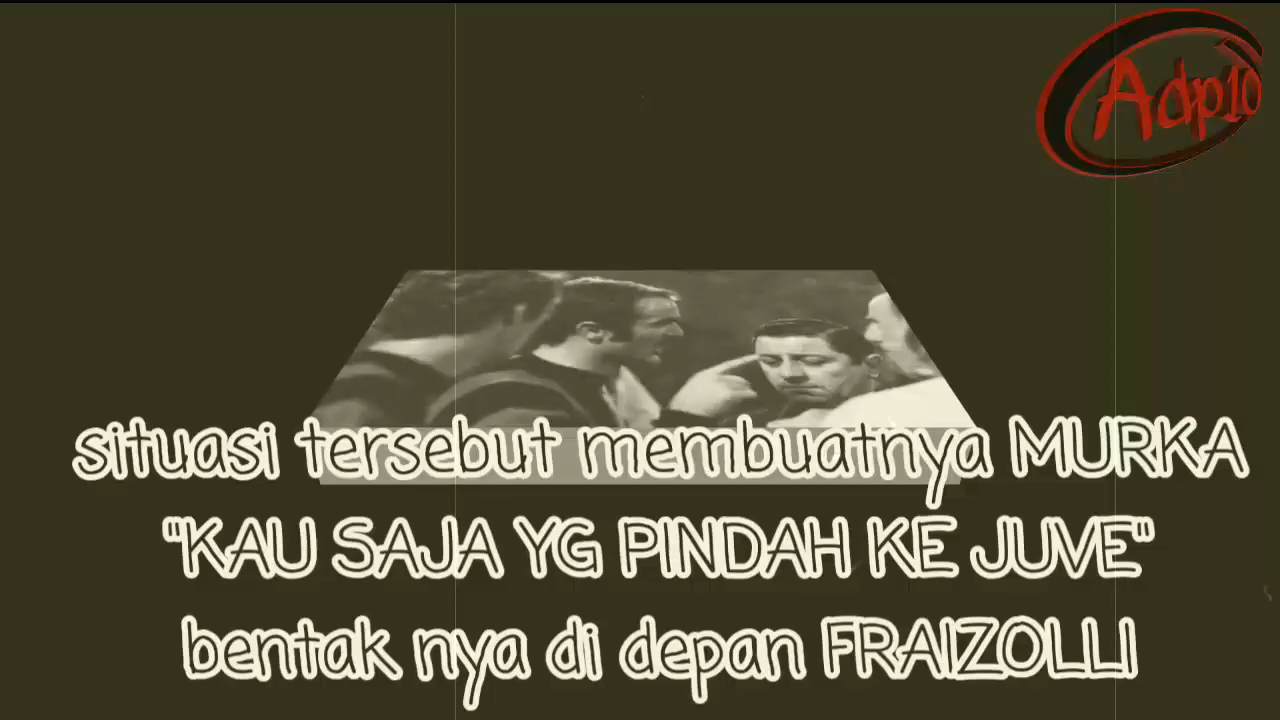 Adp10
situasi tersebut membuatnya MURKA
"KAU SAJA YG PINDAH KE JUVE"
bentak nya di depan FRAIZOLLI